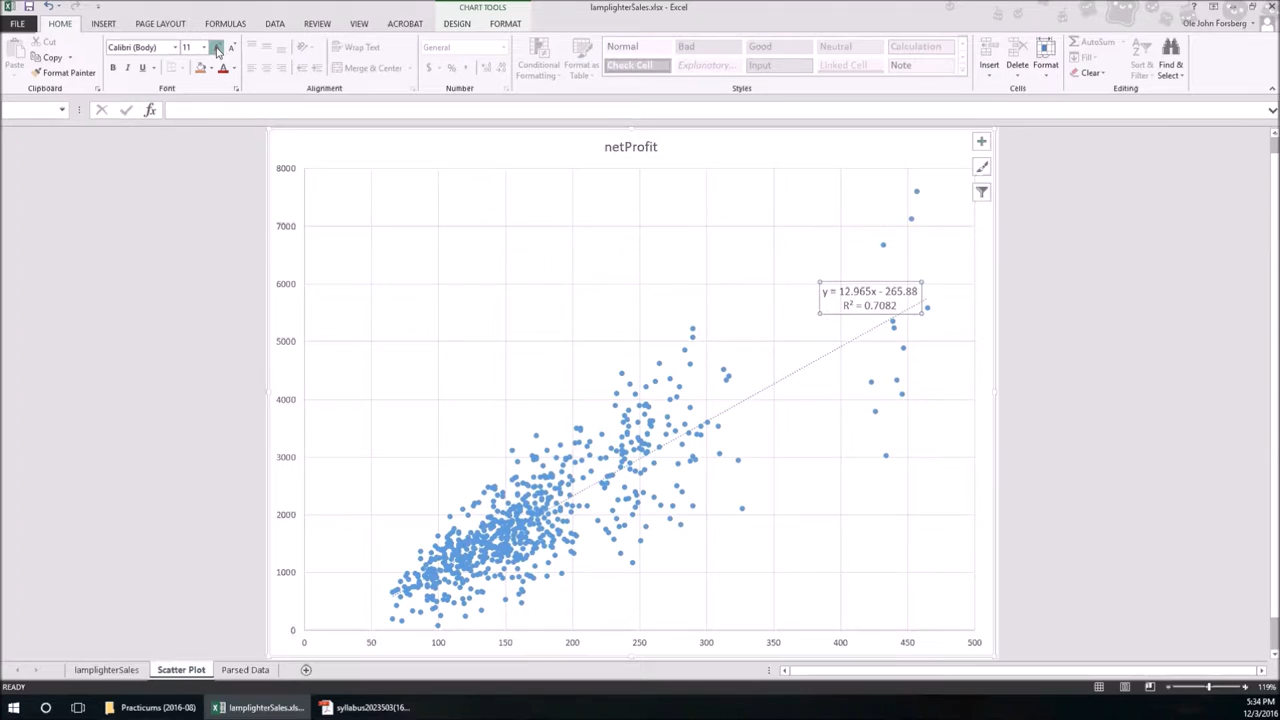 CHART TOOLS
lamplighterSales.xlsx - Excel
FILE HOME INSERT PAGE LAYOUT FORMULAS DATA REVIEW VIEW ACROBAT DESIGN FORMAT
Ole John Forsberg
Cut
Copy
Format Painter
Paste
Clipboard
Calibri (Body) 11
B I U
Font
Wrap Text
Merge & Center
Alignment
General
$ % ,
Number
Conditional Formatting
Format as Table
Normal Bad Good Neutral Calculation
Check Cell Explanatory... Input Linked Cell Note
Styles
Insert Delete Format
Cells
AutoSum
Fill
Clear
Sort & Filter
Find & Select
Editing
fx
netProfit
8000
7000
6000
5000
4000
3000
2000
1000
0
y = 12.965x - 265.88
R² = 0.7082
0 50 100 150 200 250 300 350 400 450 500
lamplighterSales Scatter Plot Parsed Data
READY
119%
Practicums (2016-08)
lamplighterSales.xls...
syllabus2023503(16...
5:34 PM
12/3/2016